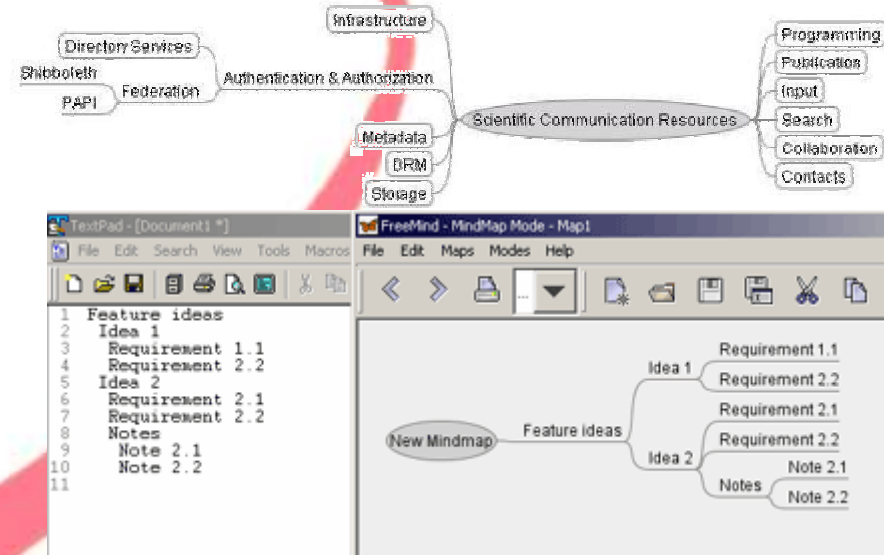 Infrastructure
Directory Services
Shibboleth
Federation
PAPI
Authentication & Authorization
Metadata
DRM
Storage
Scientific Communication Resources
Programming
Publication
Input
Search
Collaboration
Contacts
TextPad - [Document1 *]
File Edit Search View Tools Macros
1 Feature ideas
2 Idea 1
3 Requirement 1.1
4 Requirement 2.2
5 Idea 2
6 Requirement 2.1
7 Requirement 2.2
8 Notes
9 Note 2.1
10 Note 2.2
11
FreeMind - MindMap Mode - Map1
File Edit Maps Modes Help
...
New Mindmap
Feature ideas
Idea 1
Requirement 1.1
Requirement 2.2
Idea 2
Requirement 2.1
Requirement 2.2
Notes
Note 2.1
Note 2.2